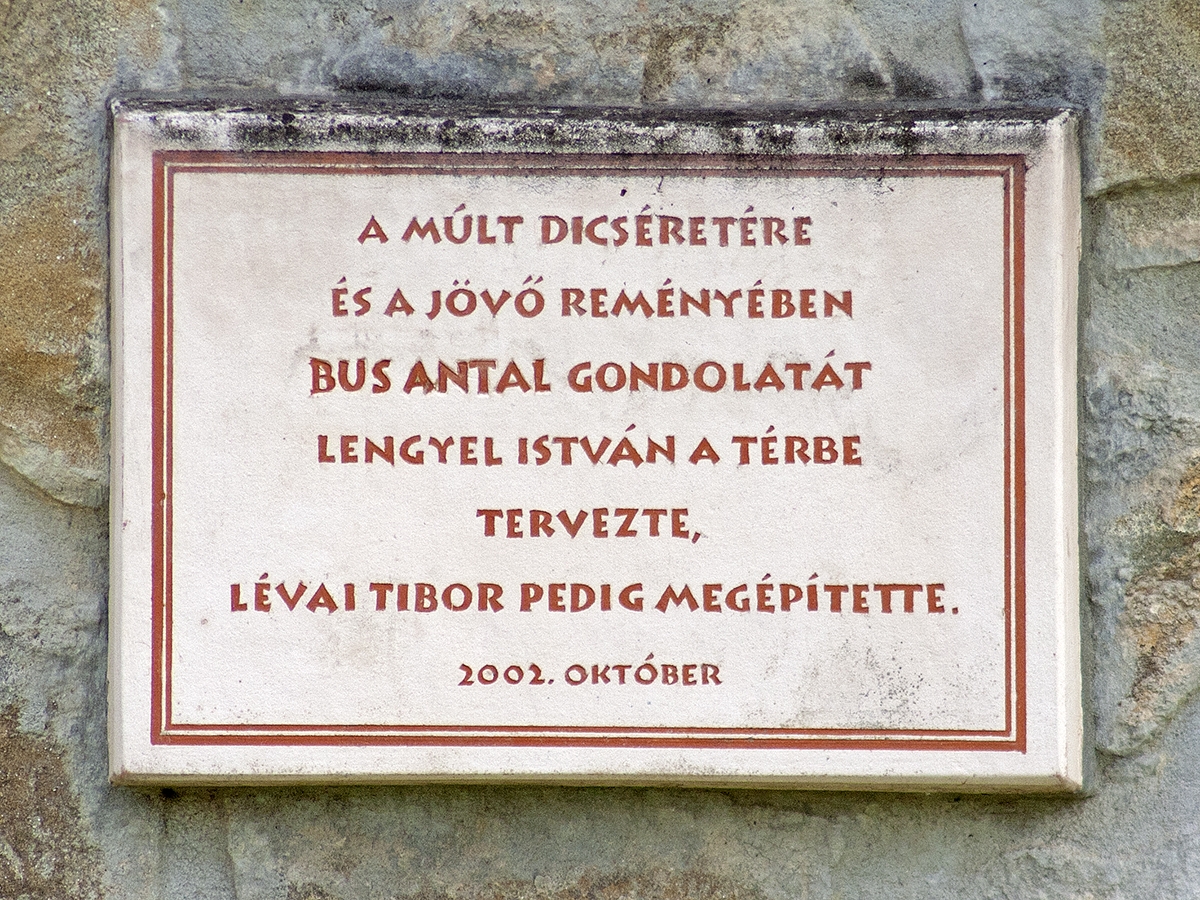 A MÚLT DICSÉRETÉRE
ÉS A JÖVŐ REMÉNYÉBEN
BUS ANTAL GONDOLATÁT
LENGYEL ISTVÁN A TÉRBE
TERVEZTE,
LÉVAI TIBOR PEDIG MEGÉPÍTETTE.
2002. OKTÓBER